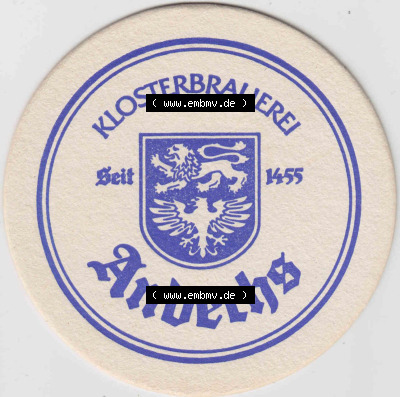 KLOSTERBRAUEREI
( www.embmv.de )
Seit 1455
Andechs
( www.embmv.de )